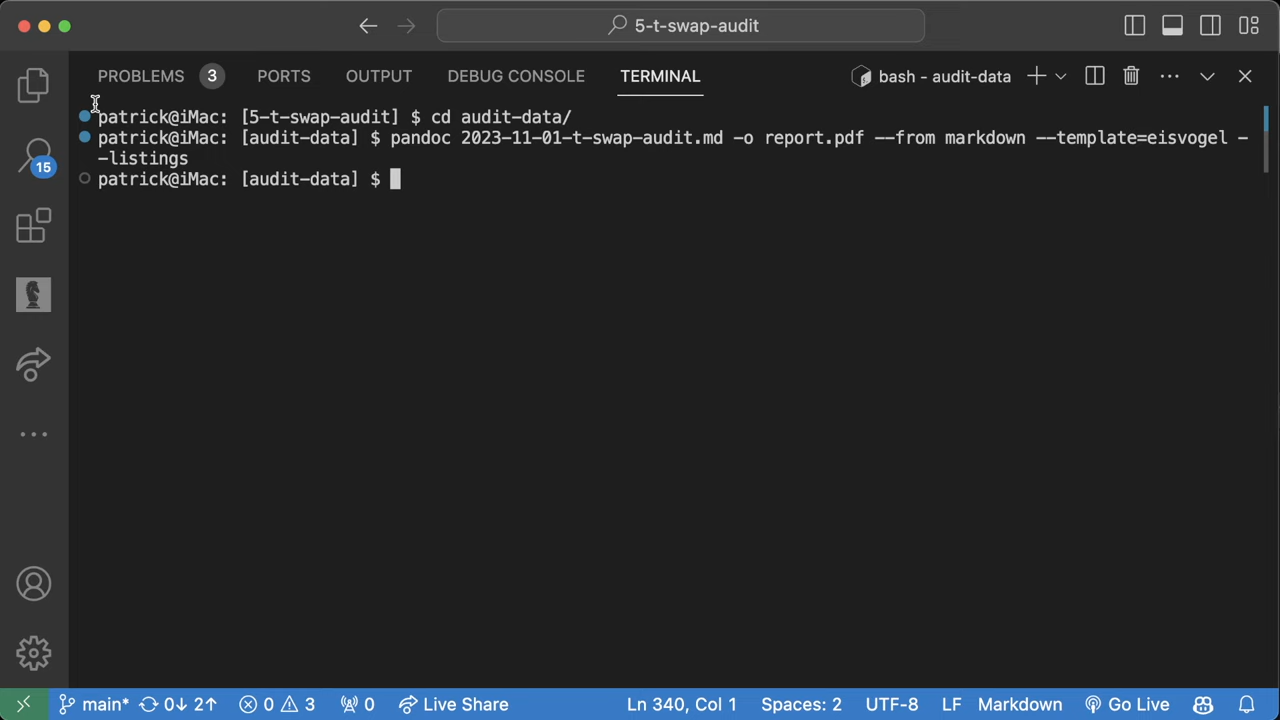 5-t-swap-audit
PROBLEMS 3 PORTS OUTPUT DEBUG CONSOLE TERMINAL bash - audit-data
patrick@iMac: [5-t-swap-audit] $ cd audit-data/
patrick@iMac: [audit-data] $ pandoc 2023-11-01-t-swap-audit.md -o report.pdf --from markdown --template=eisvogel -
-listings
patrick@iMac: [audit-data] $
15
main* 0↓ 2↑ 0 3 0 Live Share Ln 340, Col 1 Spaces: 2 UTF-8 LF Markdown Go Live